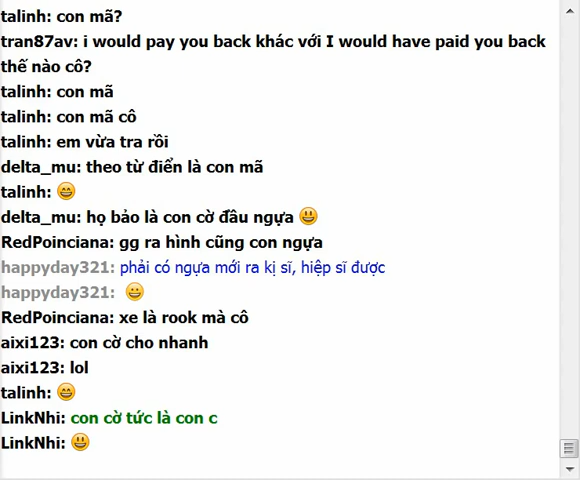 talinh: con mã?
tran87av: i would pay you back khác với I would have paid you back
thế nào cô?
talinh: con mã
talinh: con mã cô
talinh: em vừa tra rồi
delta_mu: theo từ điển là con mã
talinh: 😄
delta_mu: họ bảo là con cờ đầu ngựa 😃
RedPoinciana: gg ra hình cũng con ngựa
happyday321: phải có ngựa mới ra kị sĩ, hiệp sĩ được
happyday321: 😀
RedPoinciana: xe là rook mà cô
aixi123: con cờ cho nhanh
aixi123: lol
talinh: 😄
LinkNhi: con cờ tức là con c
LinkNhi: 😃